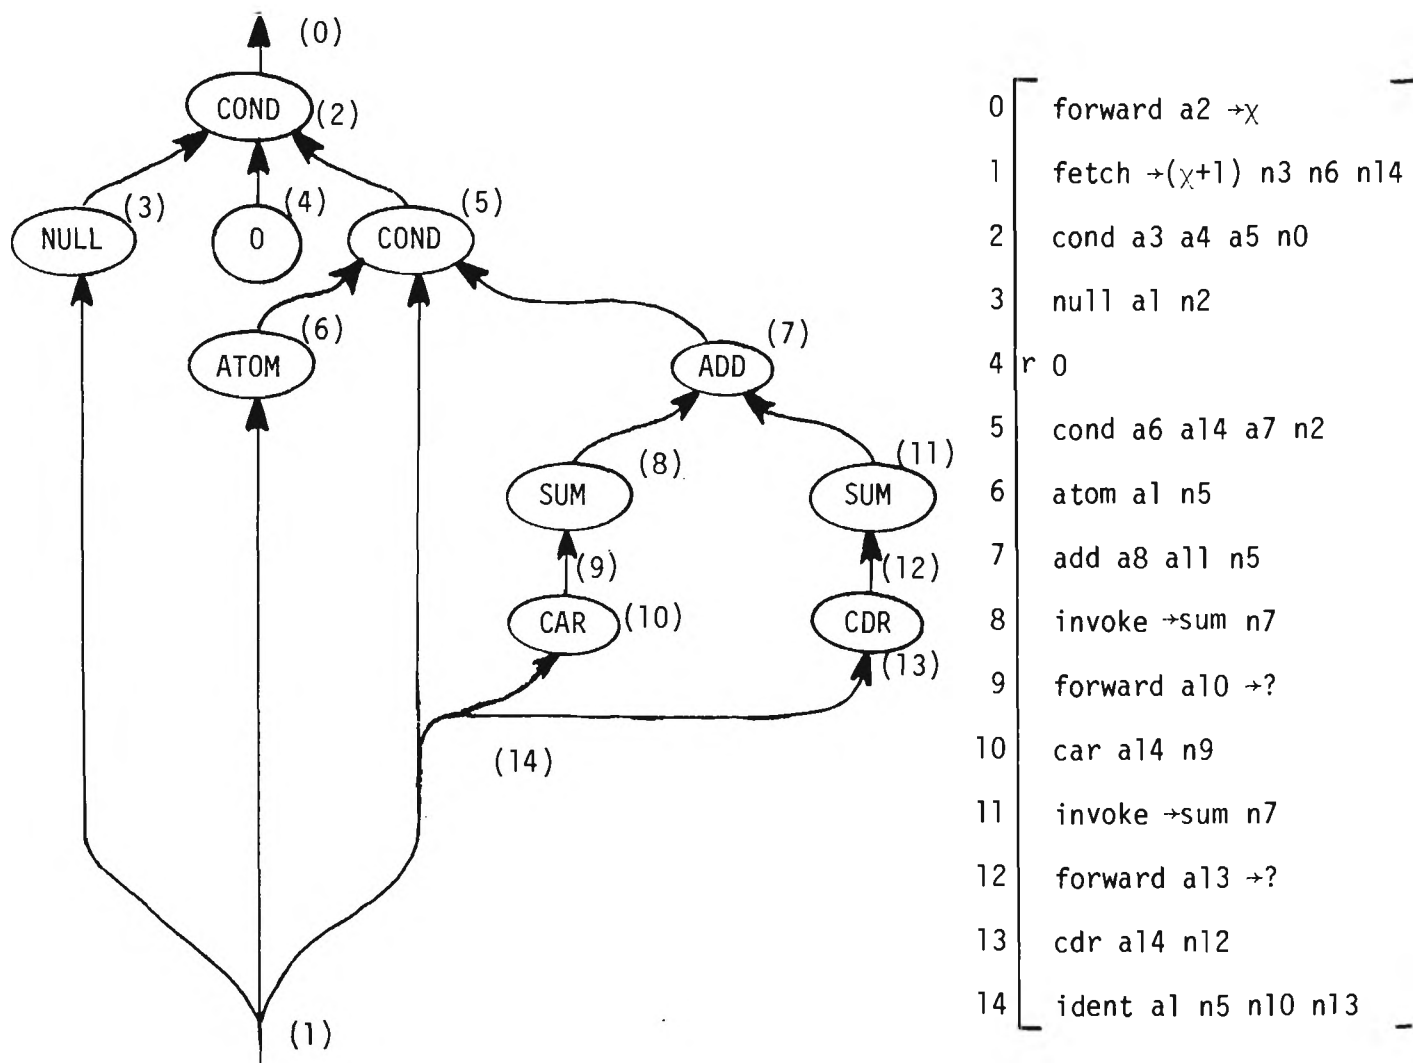 (0)
COND
(2)
NULL
(3)
0
(4)
COND
(5)
ATOM
(6)
ADD
(7)
SUM
(8)
SUM
(11)
(9)
(12)
CAR
(10)
CDR
(13)
(14)
(1)
0 forward a2 →χ
1 fetch →(χ+1) n3 n6 n14
2 cond a3 a4 a5 n0
3 null a1 n2
4 r 0
5 cond a6 a14 a7 n2
6 atom a1 n5
7 add a8 a11 n5
8 invoke →sum n7
9 forward a10 →?
10 car a14 n9
11 invoke →sum n7
12 forward a13 →?
13 cdr a14 n12
14 ident a1 n5 n10 n13